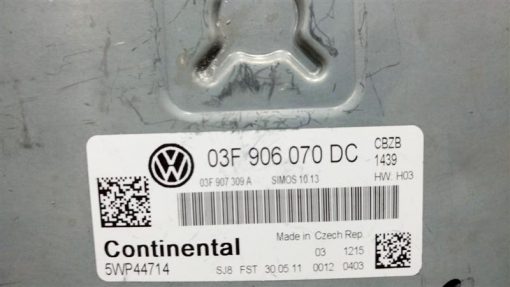 03F 906 070 DC CBZB
1439
03F 907 309 A SIMOS 10.13 HW: H03
Continental Made in Czech Rep.
03 1215
5WP44714 SJ8 FST 30.05.11 0012 0403